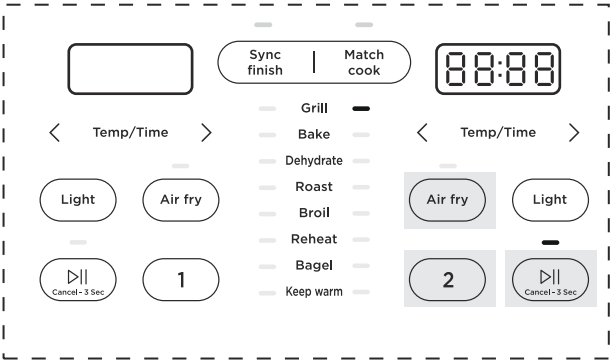 Sync finish
Match cook
88:88
Grill
Temp/Time
Bake
Temp/Time
Dehydrate
Light
Air fry
Roast
Air fry
Light
Broil
Reheat
Cancel - 3 Sec
1
Bagel
2
Cancel - 3 Sec
Keep warm